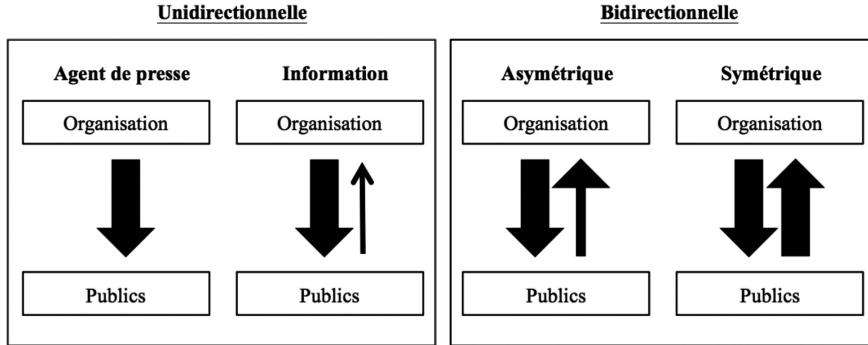 Unidirectionnelle
Bidirectionnelle
Agent de presse
Information
Asymétrique
Symétrique
Organisation
Organisation
Organisation
Organisation
Publics
Publics
Publics
Publics